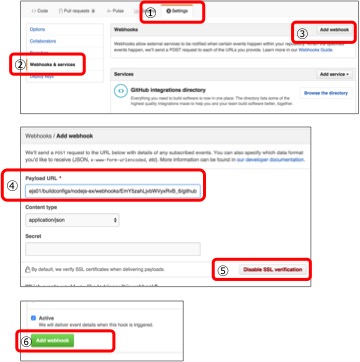 Code
Pull requests 0
Pulse
①
Settings
Options
Collaborators
②
Webhooks & services
Deploy keys
Webhooks
③
Add webhook
Webhooks allow external services to be notified when certain events happen within your repository.
events happen, we'll send a POST request to each of the URLs you provide. Learn more in our Webhooks Guide.
Services
Add service
GitHub integrations directory
Everything you need to build software is now in one place. The directory lists some of the
highest quality integrations made to help you and your team build software better, together.
Browse the directory
Webhooks / Add webhook
We'll send a POST request to the URL below with details of any subscribed events. You can also specify which data format
you'd like to receive (JSON, x-www-form-urlencoded, etc). More information can be found in our developer documentation.
④
Payload URL *
ejs01/buildconfigs/nodejs-ex/webhooks/EmY5zahLjxbWVjxRvB_6/github
Content type
application/json
Secret
By default, we verify SSL certificates when delivering payloads.
⑤
Disable SSL verification
Active
We will deliver event details when this hook is triggered.
⑥
Add webhook